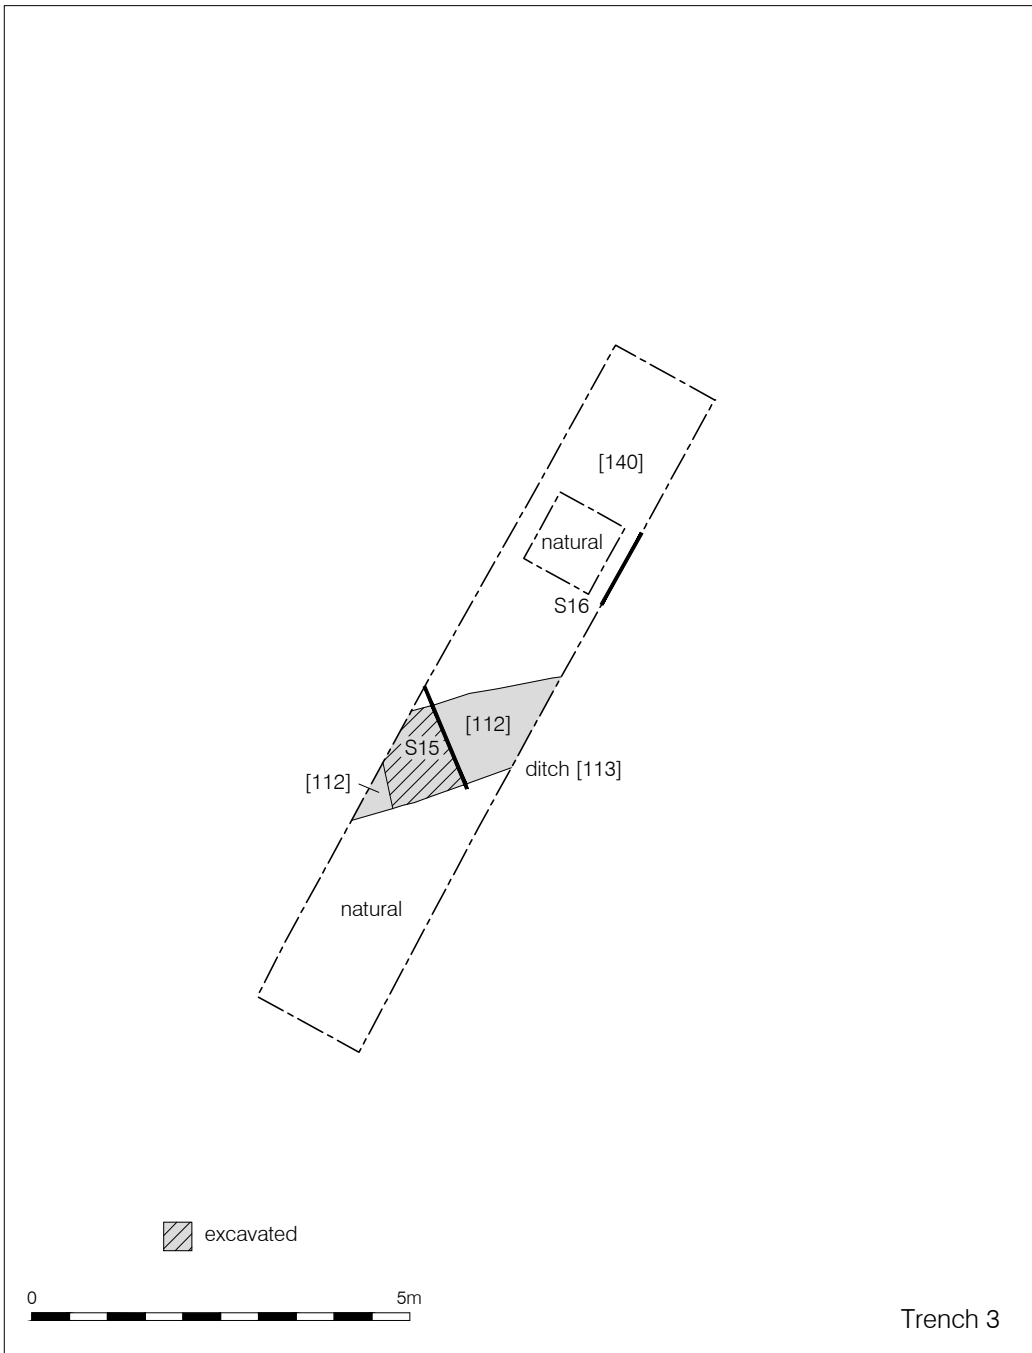 [140]
natural
S16
[112]
S15
ditch [113]
[112]
natural
excavated
0 5m
Trench 3